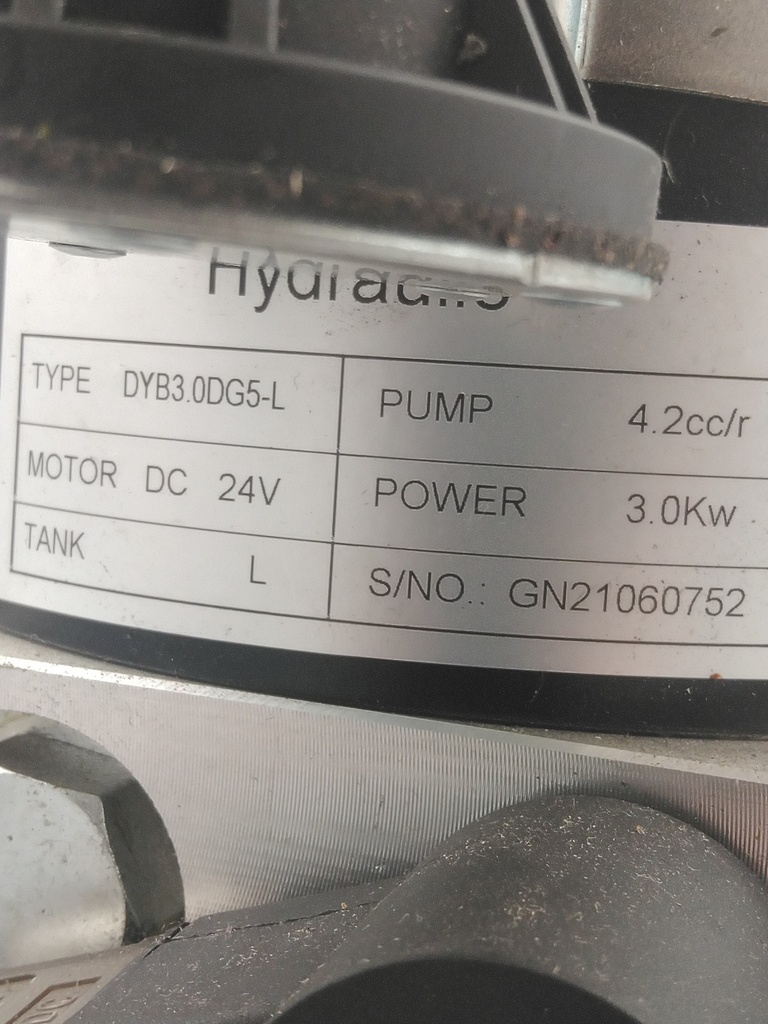 TYPE DYB3.0DG5-L PUMP 4.2cc/r
MOTOR DC 24V POWER 3.0Kw
TANK L S/NO.: GN21060752